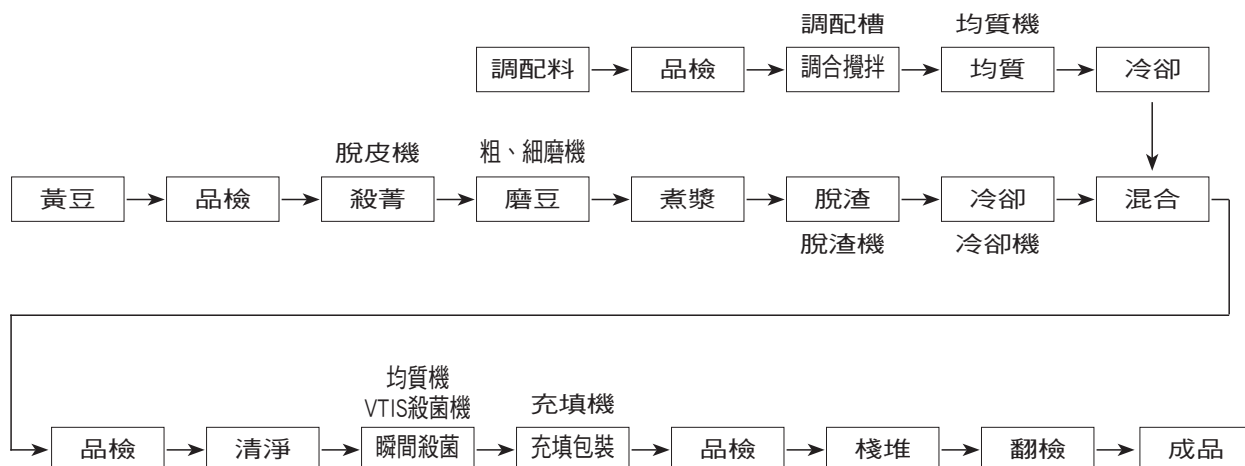 調配槽 均質機
調配料 品檢 調合攪拌 均質 冷卻
脫皮機 粗、細磨機
黃豆 品檢 殺菁 磨豆 煮漿 脫渣 冷卻 混合
脫渣機 冷卻機
均質機
VTIS殺菌機 充填機
品檢 清淨 瞬間殺菌 充填包裝 品檢 棧堆 翻檢 成品